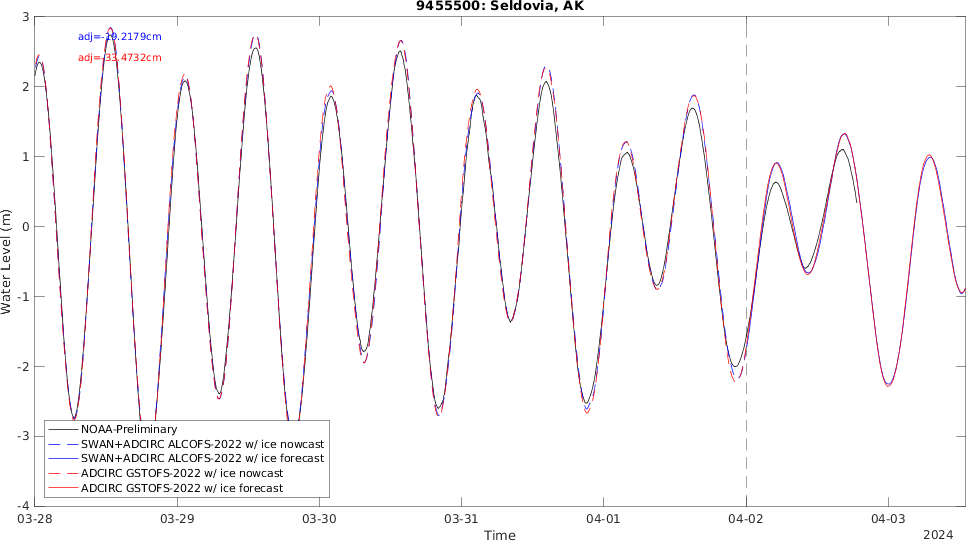 9455500: Seldovia, AK
adj=-19.2179cm
adj=-33.4732cm
Water Level (m)
3
2
1
0
-1
-2
-3
-4
NOAA-Preliminary
SWAN+ADCIRC ALCOFS-2022 w/ ice nowcast
SWAN+ADCIRC ALCOFS-2022 w/ ice forecast
ADCIRC GSTOFS-2022 w/ ice nowcast
ADCIRC GSTOFS-2022 w/ ice forecast
03-28 03-29 03-30 03-31 04-01 04-02 04-03
Time
2024